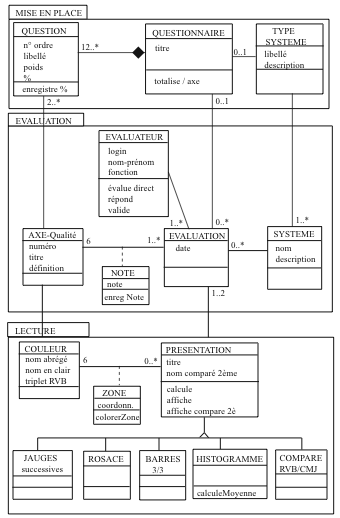 MISE EN PLACE
QUESTION
n° ordre
libellé
poids
%
enregistre %
12..*
QUESTIONNAIRE
titre
totalise / axe
0..1
TYPE
SYSTEME
libellé
description
2..*
0..1
EVALUATION
EVALUATEUR
login
nom-prénom
fonction
évalue direct
répond
valide
1..*
0..*
1..*
AXE-Qualité
numéro
titre
définition
6
1..*
EVALUATION
date
0..*
SYSTEME
nom
description
NOTE
note
enreg Note
1..2
LECTURE
COULEUR
nom abrégé
nom en clair
triplet RVB
6
0..*
PRESENTATION
titre
nom comparé 2ème
calcule
affiche
affiche compare 2è
ZONE
coordonn.
colorerZone
JAUGES
successives
ROSACE
BARRES
3/3
HISTOGRAMME
calculeMoyenne
COMPARE
RVB/CMJ